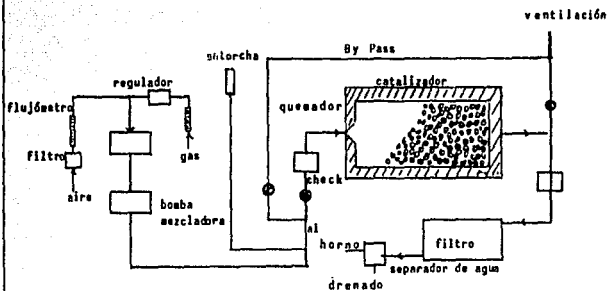 ventilación
By Pass
antorcha
regulador
catalizador
flujómetro
quemador
filtro
gas
check
aire
bomba
mezcladora
al
horno
filtro
separador de agua
drenado